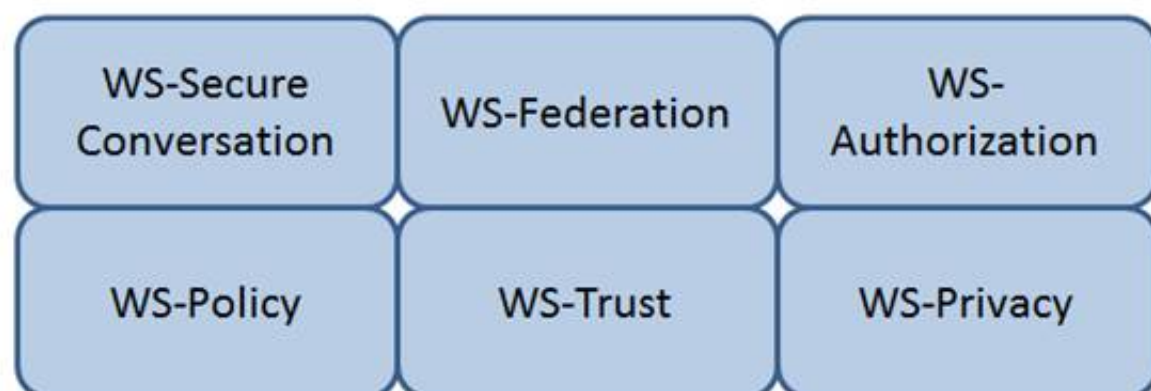 WS-Secure
Conversation
WS-Federation
WS-
Authorization
WS-Policy
WS-Trust
WS-Privacy